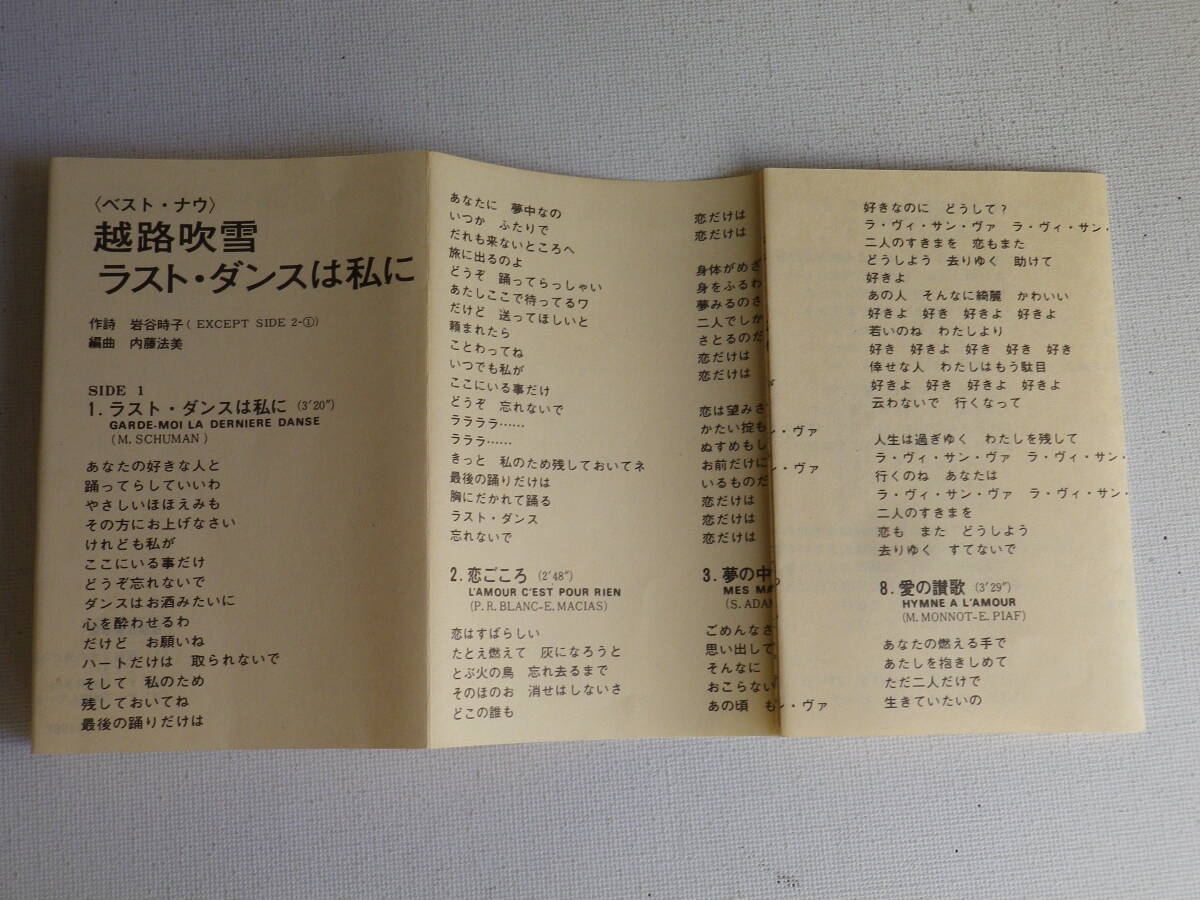 〈ベスト・ナウ〉
越路吹雪
ラスト・ダンスは私に
作詩　岩谷時子( EXCEPT SIDE 2-①)
編曲　内藤法美
SIDE 1
1. ラスト・ダンスは私に (3'20")
GARDE-MOI LA DERNIERE DANSE
(M. SCHUMAN )
あなたの好きな人と
踊ってらしていいわ
やさしいほほえみも
その方にお上げなさい
けれども私が
ここにいる事だけ
どうぞ忘れないで
ダンスはお酒みたいに
心を酔わせるわ
だけど　お願いね
ハートだけは　取られないで
そして　私のため
残しておいてね
最後の踊りだけは
あなたに　夢中なの
いつか　ふたりで
だれも来ないところへ
旅に出るのよ
どうぞ　踊ってらっしゃい
あたしここで待ってるワ
だけど　送ってほしいと
頼まれたら
ことわってね
いつでも私が
ここにいる事だけ
どうぞ　忘れないで
ララララ……
ラララ……
きっと　私のため残しておいてネ
最後の踊りだけは
胸にだかれて踊る
ラスト・ダンス
忘れないで
2. 恋ごころ (2'48")
L'AMOUR C'EST POUR RIEN
(P. R. BLANC-E. MACIAS)
恋はすばらしい
たとえ燃えて　灰になろうと
とぶ火の鳥　忘れ去るまで
そのほのお　消せはしないさ
どこの誰も
恋だけは
恋だけは
身体がめざ
身をふるわ
夢みるのさ
二人でしか
さとるのだ
恋だけは
恋だけは
恋は望みさ
かたい掟も
ぬすめもし
お前だけに
いるものだ
恋だけは
恋だけは
恋だけは
3. 夢の中
MES MA
(S. ADAM
ごめんなさ
思い出して
そんなに
おこらない
あの頃　も
ン・ヴァ
ン・ヴァ
ン・ヴァ
好きなのに　どうして？
ラ・ヴィ・サン・ヴァ　ラ・ヴィ・サン・
二人のすきまを　恋もまた
どうしよう　去りゆく　助けて
好きよ
あの人　そんなに綺麗　かわいい
好きよ　好き　好きよ　好きよ
若いのね　わたしより
好き　好きよ　好き　好き　好き
倖せな人　わたしはもう駄目
好きよ　好き　好きよ　好きよ
云わないで　行くなって
人生は過ぎゆく　わたしを残して
ラ・ヴィ・サン・ヴァ　ラ・ヴィ・サン・
行くのね　あなたは
ラ・ヴィ・サン・ヴァ　ラ・ヴィ・サン・
二人のすきまを
恋も　また　どうしよう
去りゆく　すてないで
8. 愛の讃歌 (3'29")
HYMNE A L'AMOUR
(M. MONNOT-E. PIAF)
あなたの燃える手で
あたしを抱きしめて
ただ二人だけで
生きていたいの